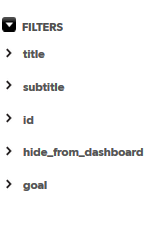 FILTERS
title
subtitle
id
hide_from_dashboard
goal